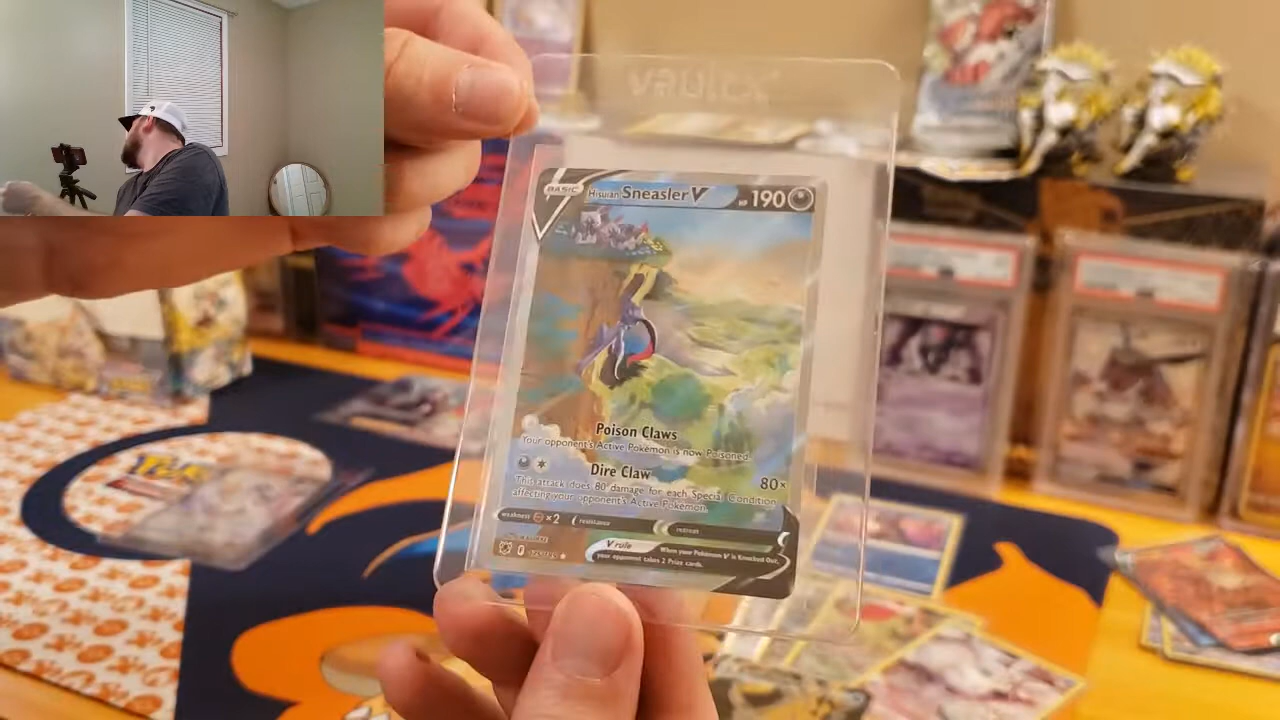 vaulex
BASIC Hisuian Sneasler V HP 190
Poison Claws
Your opponent's Active Pokémon is now Poisoned.
Dire Claw 80×
This attack does 80 damage for each Special Condition
affecting your opponent's Active Pokémon.
weakness ×2 resistance retreat
V rule When your Pokémon V is Knocked Out,
your opponent takes 2 Prize cards.